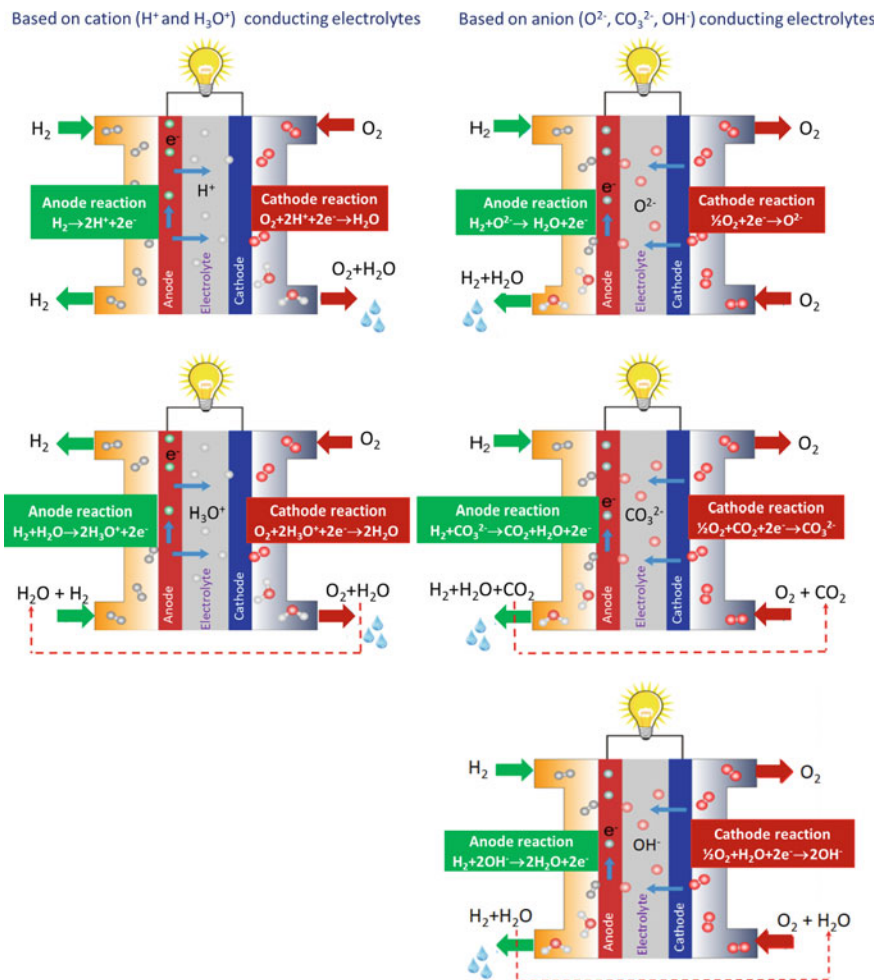 Based on cation (H⁺ and H₃O⁺) conducting electrolytes
H₂
O₂
e⁻
H⁺
Anode reaction
H₂→2H⁺+2e⁻
Cathode reaction
O₂+2H⁺+2e⁻→H₂O
Anode
Electrolyte
Cathode
H₂
O₂+H₂O
H₂
O₂
e⁻
H₃O⁺
Anode reaction
H₂+H₂O→2H₃O⁺+2e⁻
Cathode reaction
O₂+2H₃O⁺+2e⁻→2H₂O
Anode
Electrolyte
Cathode
H₂O + H₂
O₂+H₂O
Based on anion (O²⁻, CO₃²⁻, OH⁻) conducting electrolytes
H₂
O₂
e⁻
O²⁻
Anode reaction
H₂+O²⁻→ H₂O+2e⁻
Cathode reaction
½O₂+2e⁻→O²⁻
Anode
Electrolyte
Cathode
H₂+H₂O
O₂
H₂
O₂
e⁻
CO₃²⁻
Anode reaction
H₂+CO₃²⁻→CO₂+H₂O+2e⁻
Cathode reaction
½O₂+CO₂+2e⁻→CO₃²⁻
Anode
Electrolyte
Cathode
H₂+H₂O+CO₂
O₂ + CO₂
H₂
O₂
e⁻
OH⁻
Anode reaction
H₂+2OH⁻→2H₂O+2e⁻
Cathode reaction
½O₂+H₂O+2e⁻→2OH⁻
Anode
Electrolyte
Cathode
H₂+H₂O
O₂ + H₂O